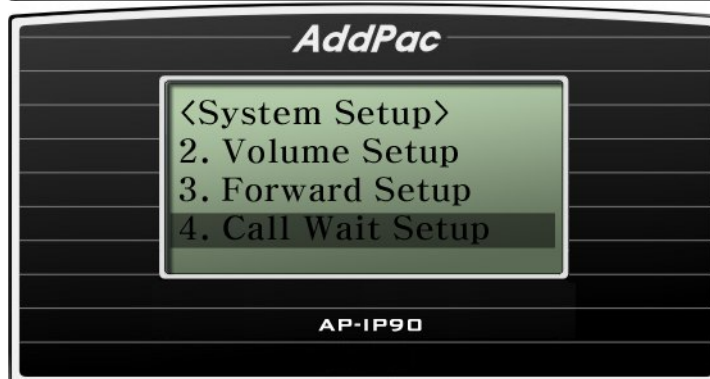 AddPac
<System Setup>
2. Volume Setup
3. Forward Setup
4. Call Wait Setup
AP-IP90